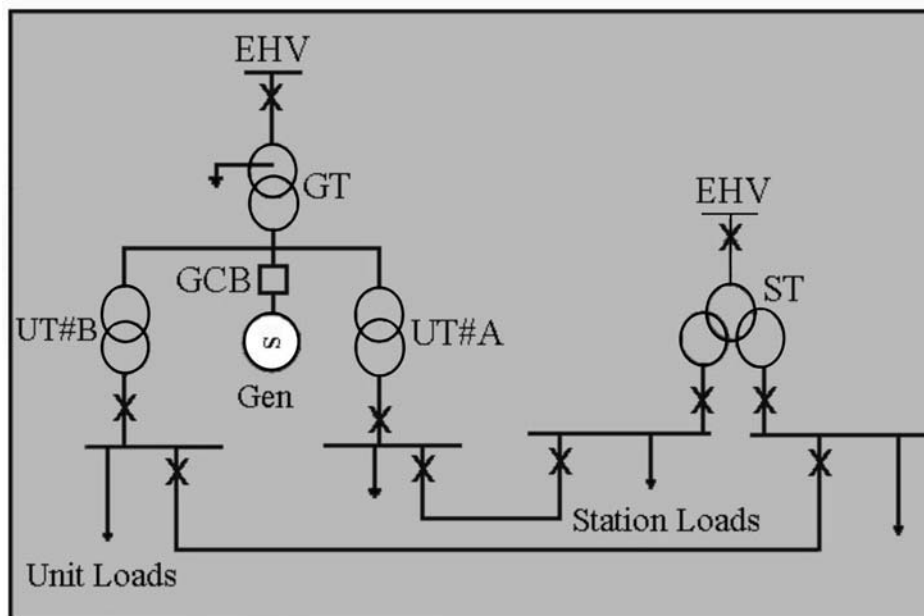 EHV
GT
EHV
GCB
ST
UT#B
UT#A
S
Gen
Station Loads
Unit Loads